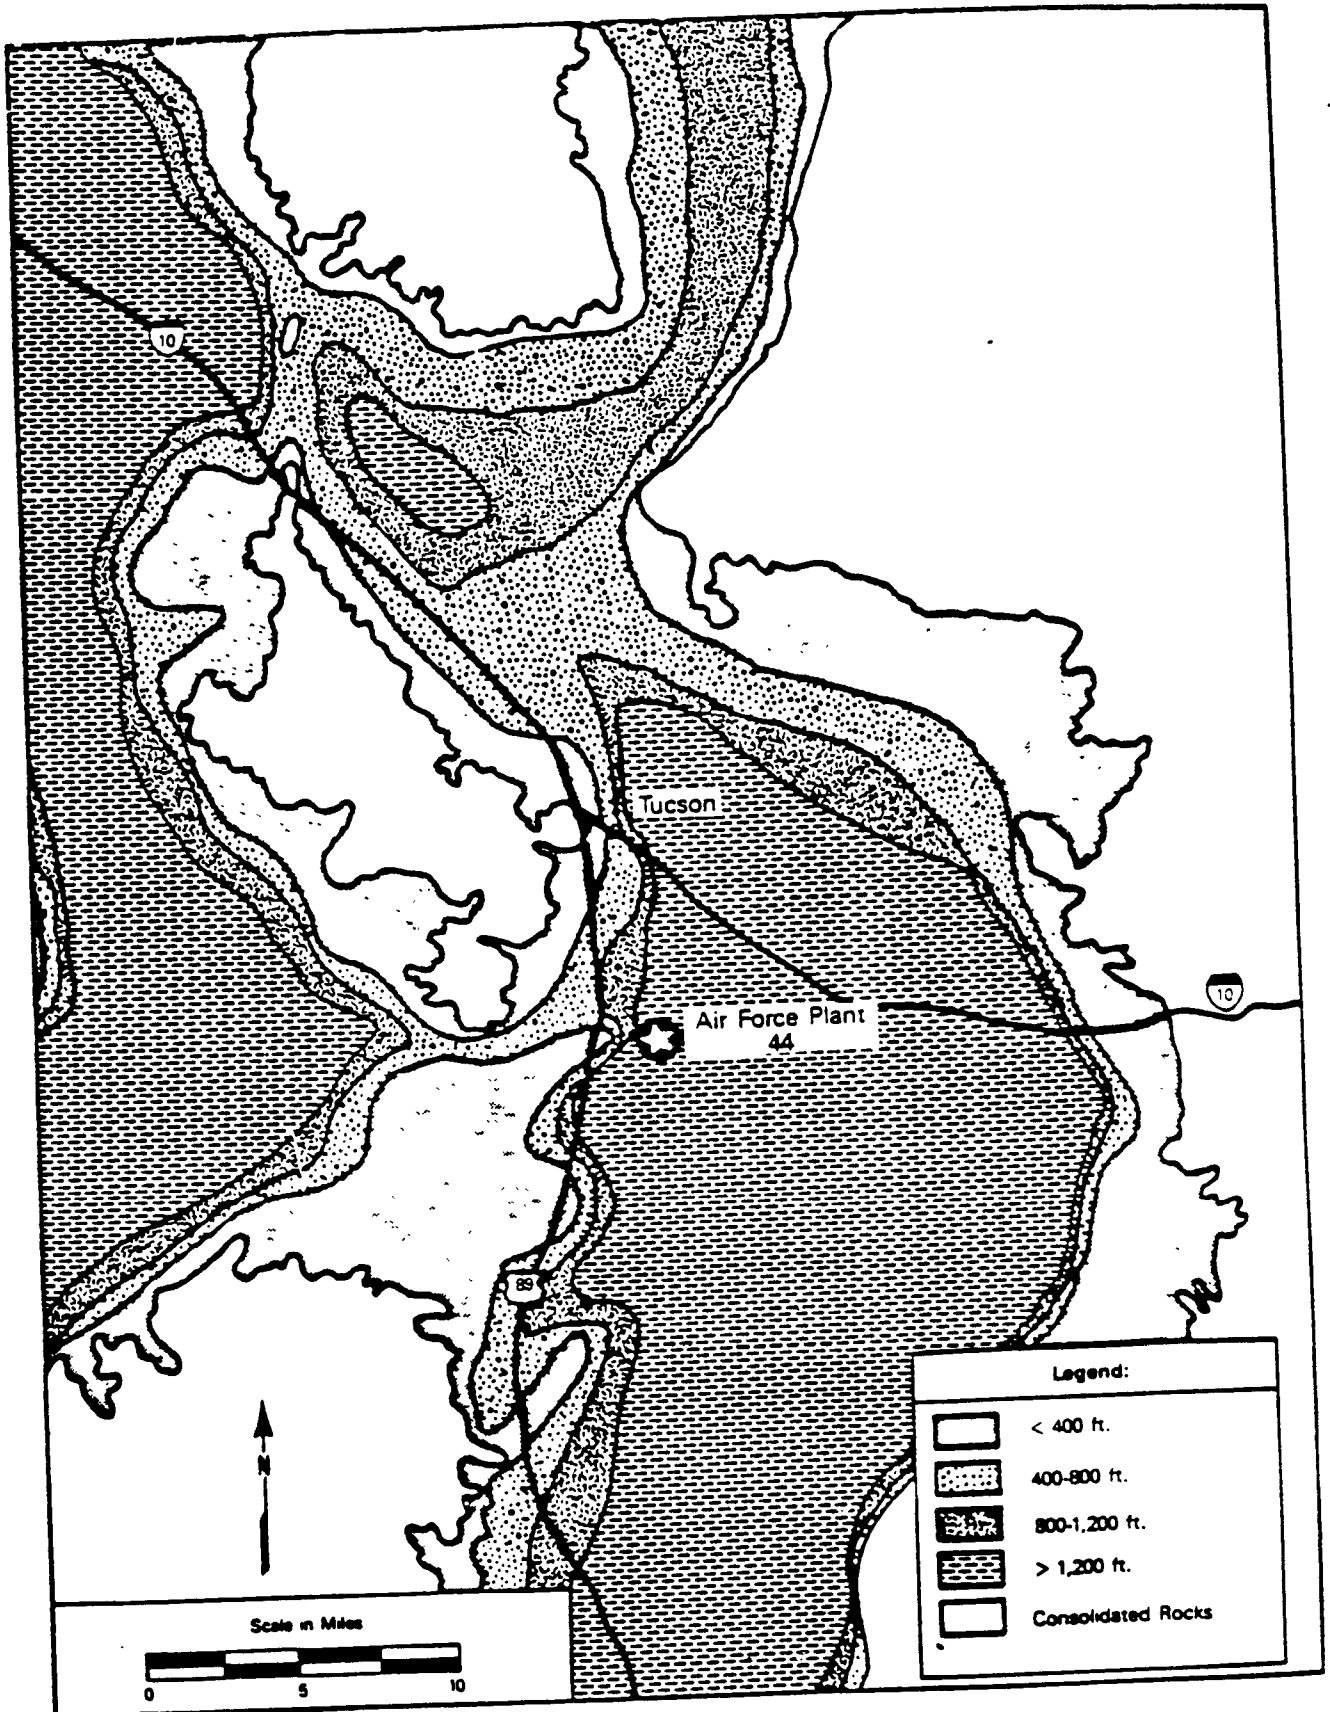 10
Tucson
10
Air Force Plant
44
89
N
Legend:
< 400 ft.
400-800 ft.
800-1,200 ft.
> 1,200 ft.
Consolidated Rocks
Scale in Miles
0 5 10